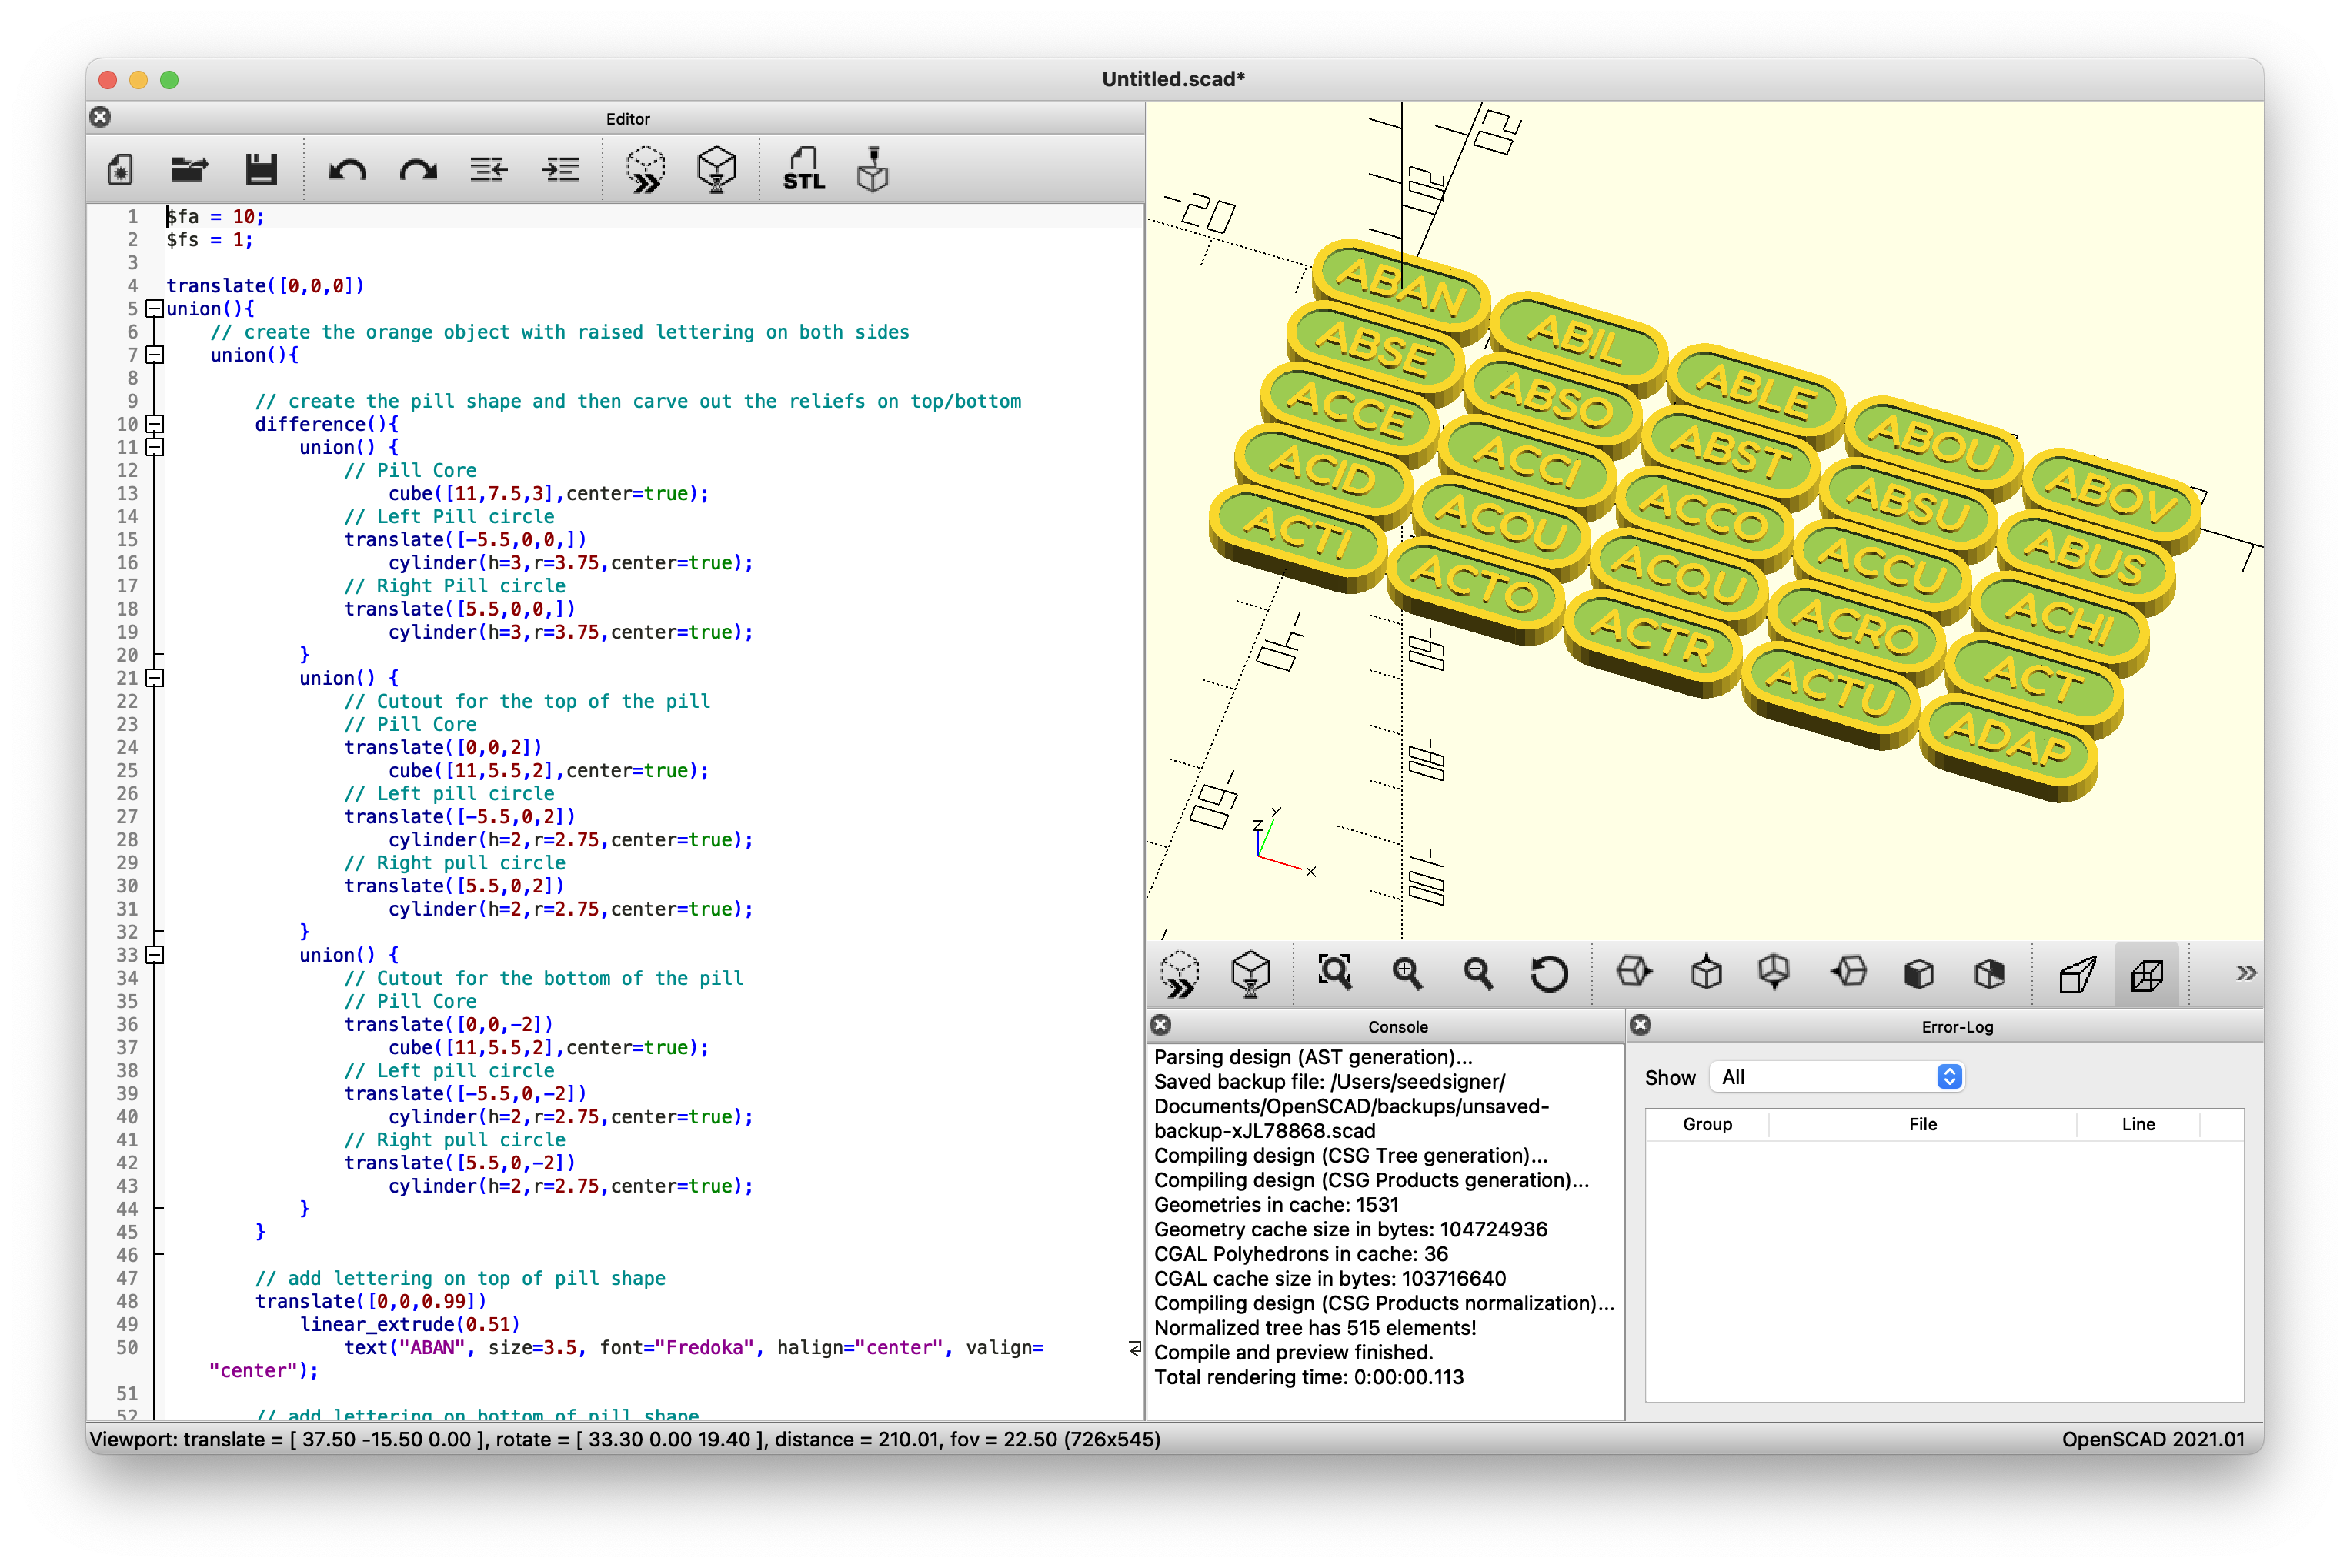 Untitled.scad*
Editor
STL
1 $fa = 10;
2 $fs = 1;
3
4 translate([0,0,0])
5 union(){
6 // create the orange object with raised lettering on both sides
7 union(){
8
9 // create the pill shape and then carve out the reliefs on top/bottom
10 difference(){
11 union() {
12 // Pill Core
13 cube([11,7.5,3],center=true);
14 // Left Pill circle
15 translate([-5.5,0,0,])
16 cylinder(h=3,r=3.75,center=true);
17 // Right Pill circle
18 translate([5.5,0,0,])
19 cylinder(h=3,r=3.75,center=true);
20 }
21 union() {
22 // Cutout for the top of the pill
23 // Pill Core
24 translate([0,0,2])
25 cube([11,5.5,2],center=true);
26 // Left pill circle
27 translate([-5.5,0,2])
28 cylinder(h=2,r=2.75,center=true);
29 // Right pull circle
30 translate([5.5,0,2])
31 cylinder(h=2,r=2.75,center=true);
32 }
33 union() {
34 // Cutout for the bottom of the pill
35 // Pill Core
36 translate([0,0,-2])
37 cube([11,5.5,2],center=true);
38 // Left pill circle
39 translate([-5.5,0,-2])
40 cylinder(h=2,r=2.75,center=true);
41 // Right pull circle
42 translate([5.5,0,-2])
43 cylinder(h=2,r=2.75,center=true);
44 }
45 }
46
47 // add lettering on top of pill shape
48 translate([0,0,0.99])
49 linear_extrude(0.51)
50 text("ABAN", size=3.5, font="Fredoka", halign="center", valign=
"center");
51
52 // add lettering on bottom of pill shape
-20
ABAN ABIL ABLE ABOU ABOV
ABSE ABSO ABST ABSU ABUS
ACCE ACCI ACCO ACCU ACHI
ACID ACOU ACQU ACRO ACT
ACTI ACTO ACTR ACTU ADAP
Z Y X
Console
Parsing design (AST generation)...
Saved backup file: /Users/seedsigner/
Documents/OpenSCAD/backups/unsaved-
backup-xJL78868.scad
Compiling design (CSG Tree generation)...
Compiling design (CSG Products generation)...
Geometries in cache: 1531
Geometry cache size in bytes: 104724936
CGAL Polyhedrons in cache: 36
CGAL cache size in bytes: 103716640
Compiling design (CSG Products normalization)...
Normalized tree has 515 elements!
Compile and preview finished.
Total rendering time: 0:00:00.113
Error-Log
Show All
Group File Line
Viewport: translate = [ 37.50 -15.50 0.00 ], rotate = [ 33.30 0.00 19.40 ], distance = 210.01, fov = 22.50 (726x545)
OpenSCAD 2021.01